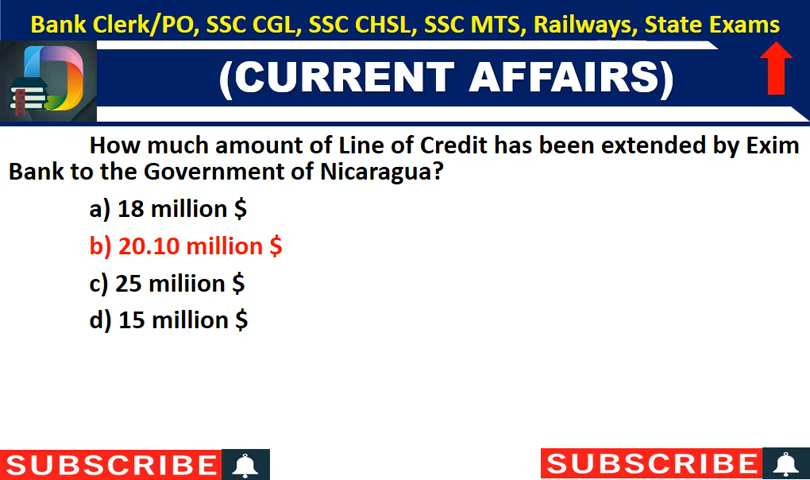 Bank Clerk/PO, SSC CGL, SSC CHSL, SSC MTS, Railways, State Exams
(CURRENT AFFAIRS)
How much amount of Line of Credit has been extended by Exim
Bank to the Government of Nicaragua?
a) 18 million $
b) 20.10 million $
c) 25 miliion $
d) 15 million $
SUBSCRIBE
SUBSCRIBE